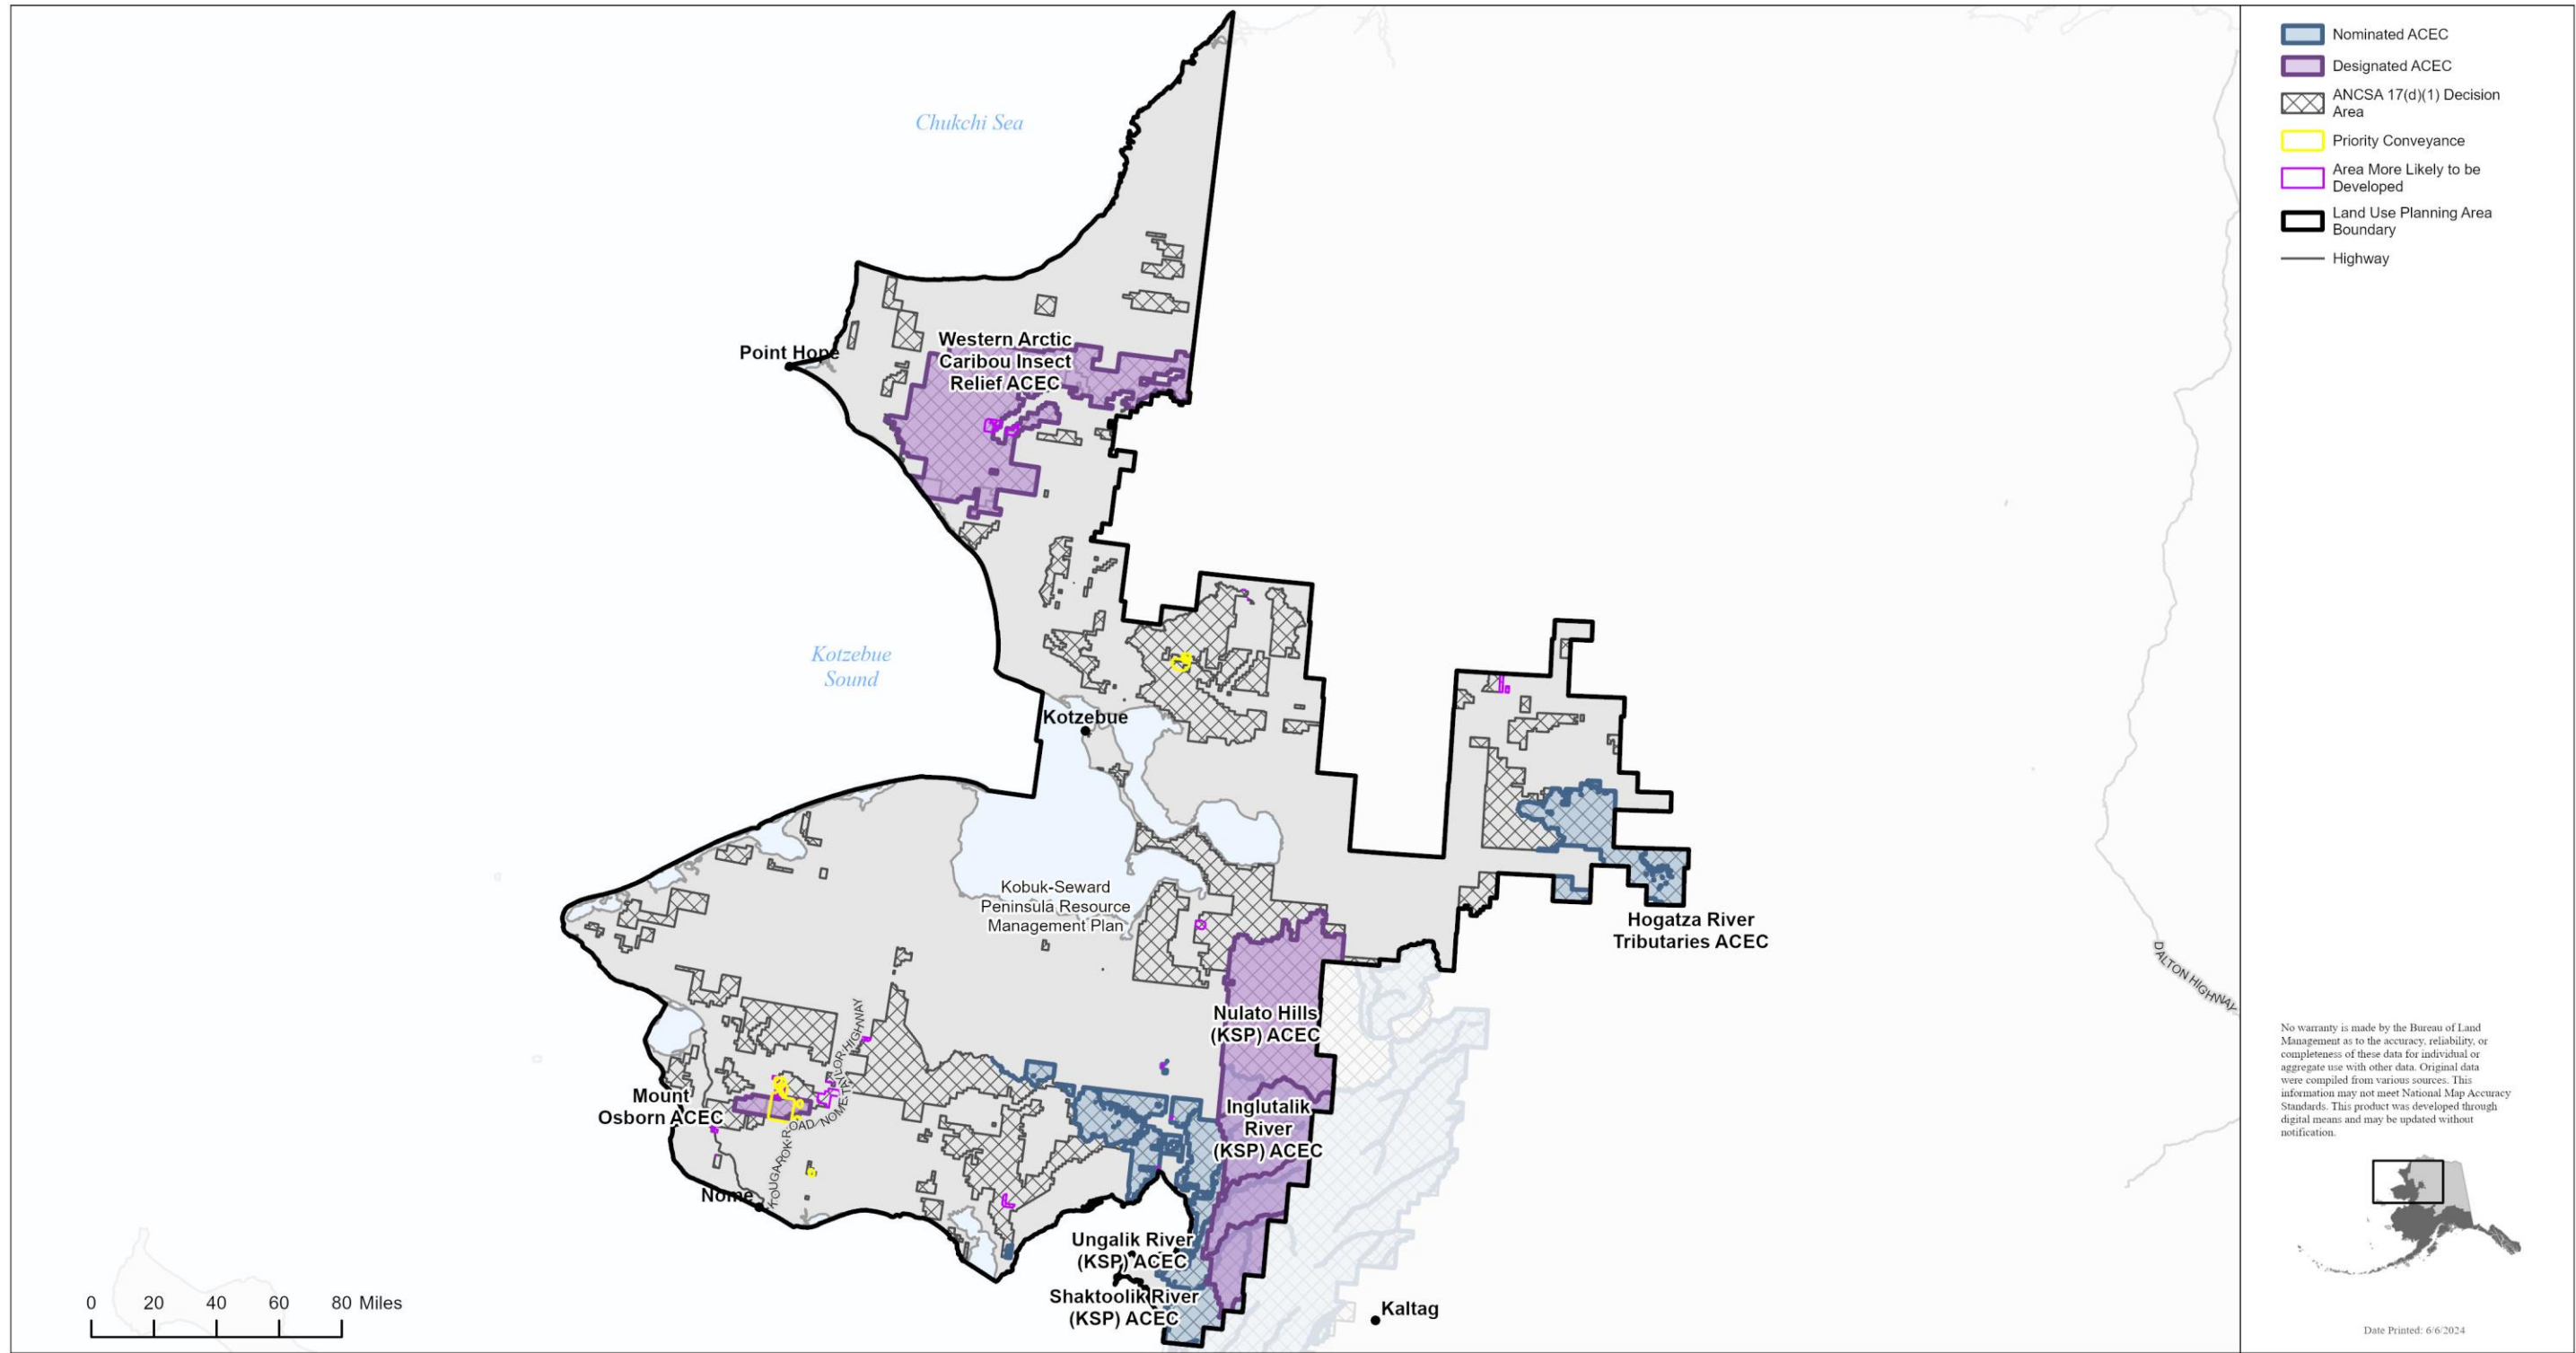 Chukchi Sea
Western Arctic
Caribou Insect
Relief ACEC
Point Hope
Kotzebue
Sound
Kotzebue
Kobuk-Seward
Peninsula Resource
Management Plan
Hogatza River
Tributaries ACEC
DALTON HIGHWAY
Nulato Hills
(KSP) ACEC
Mount
Osborn ACEC
Inglutalik
River
(KSP) ACEC
ROAD
HIGHWAY
Nome
Ungalik River
(KSP) ACEC
Shaktoolik River
(KSP) ACEC
Kaltag
0 20 40 60 80 Miles
Nominated ACEC
Designated ACEC
ANCSA 17(d)(1) Decision
Area
Priority Conveyance
Area More Likely to be
Developed
Land Use Planning Area
Boundary
Highway
No warranty is made by the Bureau of Land
Management as to the accuracy, reliability, or
completeness of these data for individual or
aggregate use with other data. Original data
were compiled from various sources. This
information may not meet National Map Accuracy
Standards. This product was developed through
digital means and may be updated without
notification.
Date Printed: 6/6/2024